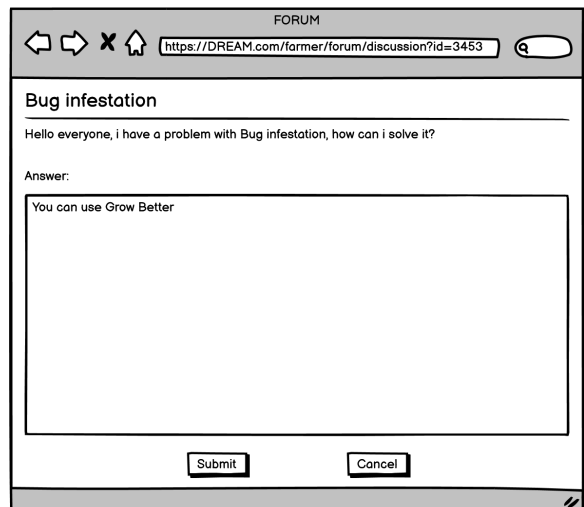 FORUM
https://DREAM.com/farmer/forum/discussion?id=3453
Bug infestation
Hello everyone, i have a problem with Bug infestation, how can i solve it?
Answer:
You can use Grow Better
Submit
Cancel